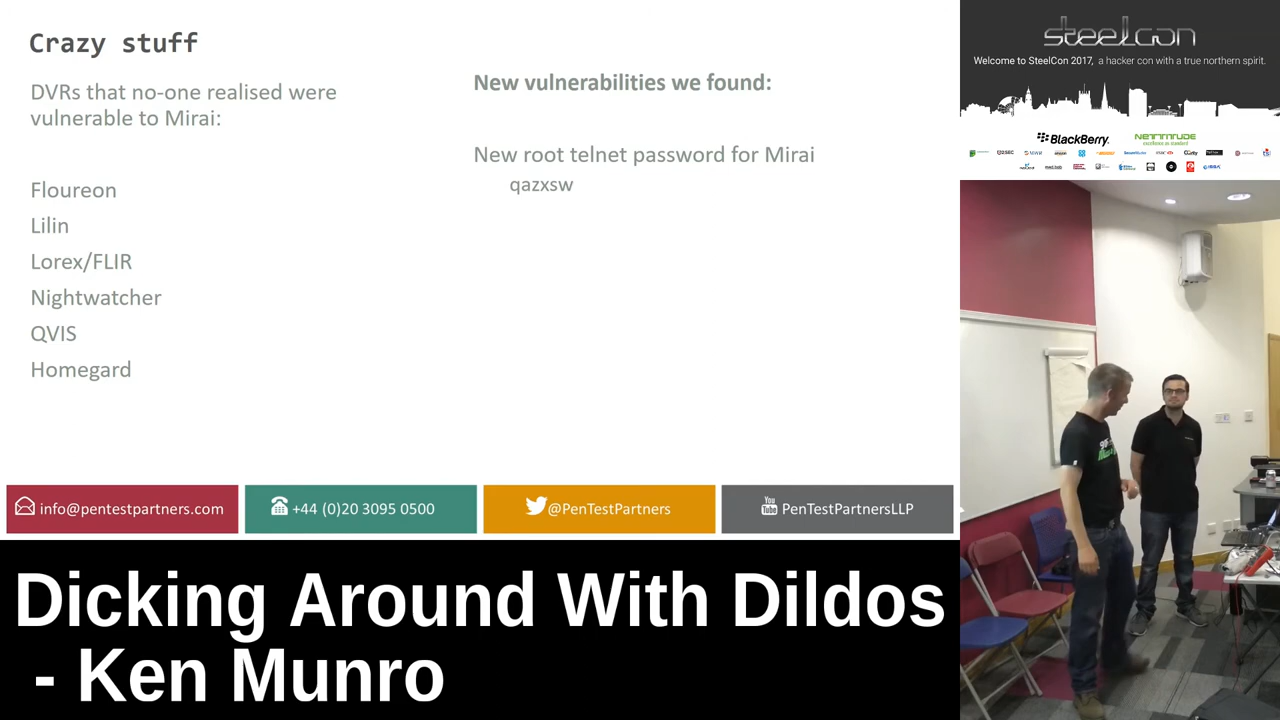 Crazy stuff
DVRs that no-one realised were
vulnerable to Mirai:
Floureon
Lilin
Lorex/FLIR
Nightwatcher
QVIS
Homegard
New vulnerabilities we found:
New root telnet password for Mirai
qazxsw
info@pentestpartners.com
+44 (0)20 3095 0500
@PenTestPartners
You
Tube
PenTestPartnersLLP
Dicking Around With Dildos
- Ken Munro
steelcon
Welcome to SteelCon 2017, a hacker con with a true northern spirit.
BlackBerry
NETTITUDE